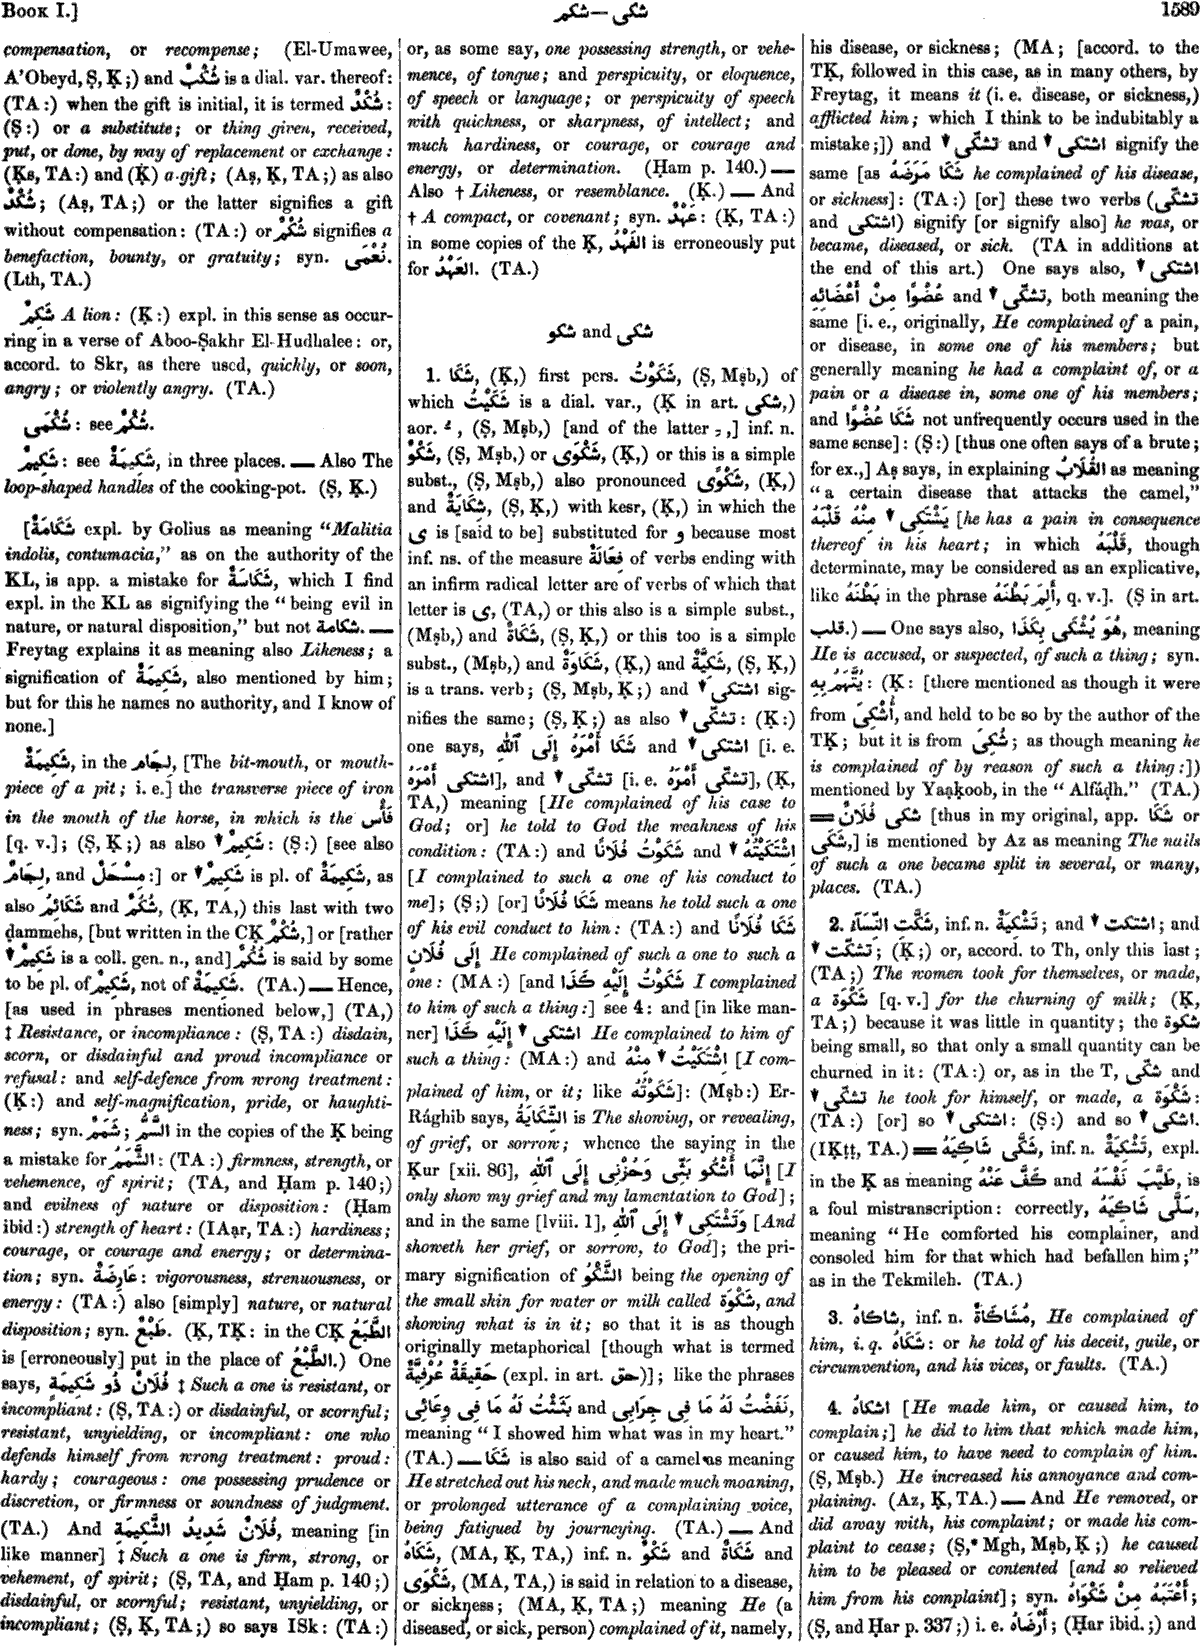 BOOK I.]
شكم — شكى
1589
compensation, or recompense; (El-Umawee,
A'Obeyd, Ṣ, Ḳ;) and شُكْبٌ is a dial. var. thereof:
(TA:) when the gift is initial, it is termed شُكْدٌ:
(Ṣ:) or a substitute; or thing given, received,
put, or done, by way of replacement or exchange:
(Ks, TA:) and (Ḳ) a gift; (Aṣ, Ḳ, TA;) as also
شُكْدٌ; (Aṣ, TA;) or the latter signifies a gift
without compensation: (TA:) or شُكْمٌ signifies a
benefaction, bounty, or gratuity; syn. نُعْمَى.
(Lth, TA.)
شَكِمٌ A lion: (Ḳ:) expl. in this sense as occur-
ring in a verse of Aboo-Ṣakhr El-Hudhalee: or,
accord. to Skr, as there used, quickly, or soon,
angry; or violently angry. (TA.)
شُكْمَى: see شُكْمٌ.
شَكِيمٌ: see شَكِيمَةٌ, in three places. — Also The
loop-shaped handles of the cooking-pot. (Ṣ, Ḳ.)
[شَكَامَةٌ expl. by Golius as meaning "Malitia
indolis, contumacia," as on the authority of the
KL, is app. a mistake for شَكَاسَةٌ, which I find
expl. in the KL as signifying the "being evil in
nature, or natural disposition," but not شكامة. —
Freytag explains it as meaning also Likeness; a
signification of شَكِيمَةٌ, also mentioned by him;
but for this he names no authority, and I know of
none.]
شَكِيمَةٌ, in the لِجَام, [The bit-mouth, or mouth-
piece of a pit; i. e.] the transverse piece of iron
in the mouth of the horse, in which is the فَأْس
[q. v.]; (Ṣ, Ḳ;) as also شَكِيمٌ: (Ṣ:) [see also
لِجَامٌ, and مِسْحَلٌ:] or شَكِيمٌ is pl. of شَكِيمَةٌ, as
also شَكَائِمُ and شُكْمٌ, (Ḳ, TA,) this last with two
ḍammehs, [but written in the CḲ شُكْمٌ,] or [rather
شَكِيمٌ is a coll. gen. n., and] شُكُمٌ is said by some
to be pl. of شَكِيمٌ, not of شَكِيمَةٌ. (TA.) — Hence,
[as used in phrases mentioned below,] (TA,)
‡ Resistance, or incompliance: (Ṣ, TA:) disdain,
scorn, or disdainful and proud incompliance or
refusal: and self-defence from wrong treatment:
(Ḳ:) and self-magnification, pride, or haughti-
ness; syn. شَمَمٌ; السَّمُّ in the copies of the Ḳ being
a mistake for الشَّمَمُ: (TA:) firmness, strength, or
vehemence, of spirit; (TA, and Ḥam p. 140;)
and evilness of nature or disposition: (Ḥam
ibid:) strength of heart: (IAạr, TA:) hardiness;
courage, or courage and energy; or determina-
tion; syn. عَارِضَةٌ: vigorousness, strenuousness, or
energy: (TA:) also [simply] nature, or natural
disposition; syn. طَبْعٌ. (Ḳ, TḲ: in the CḲ الطَّبَعُ
is [erroneously] put in the place of الطَّبْعُ.) One
says, فُلَانٌ ذُو شَكِيمَةٍ ‡ Such a one is resistant, or
incompliant: (Ṣ, TA:) or disdainful, or scornful;
resistant, unyielding, or incompliant: one who
defends himself from wrong treatment: proud:
hardy; courageous: one possessing prudence or
discretion, or firmness or soundness of judgment.
(TA.) And فُلَانٌ شَدِيدُ الشَّكِيمَةِ, meaning [in
like manner] ‡ Such a one is firm, strong, or
vehement, of spirit; (Ṣ, TA, and Ḥam p. 140;)
disdainful, or scornful; resistant, unyielding, or
incompliant; (Ṣ, Ḳ, TA;) so says ISk: (TA:)
or, as some say, one possessing strength, or vehe-
mence, of tongue; and perspicuity, or eloquence,
of speech or language; or perspicuity of speech
with quickness, or sharpness, of intellect; and
much hardiness, or courage, or courage and
energy, or determination. (Ḥam p. 140.) —
Also † Likeness, or resemblance. (Ḳ.) — And
† A compact, or covenant; syn. عَهْدٌ: (Ḳ, TA:)
in some copies of the Ḳ, الفَهْدُ is erroneously put
for العَهْدُ. (TA.)
شكو and شكى
1. شَكَا, (Ḳ,) first pers. شَكَوْتُ, (Ṣ, Mṣb,) of
which شَكَيْتُ is a dial. var., (Ḳ in art. شكى,)
aor. ـُ, (Ṣ, Mṣb,) [and of the latter ـِ,] inf. n.
شَكْوٌ, (Ṣ, Mṣb,) or شَكْوَى, (Ḳ,) or this is a simple
subst., (Ṣ, Mṣb,) also pronounced شَكْوًى, (Ḳ,)
and شِكَايَةٌ, (Ṣ, Ḳ,) with kesr, (Ḳ,) in which the
ى is [said to be] substituted for و because most
inf. ns. of the measure فِعَالَةٌ of verbs ending with
an infirm radical letter are of verbs of which that
letter is ى, (TA,) or this also is a simple subst.,
(Mṣb,) and شَكَاةٌ, (Ṣ, Ḳ,) or this too is a simple
subst., (Mṣb,) and شَكَاوَةٌ, (Ḳ,) and شَكِيَّةٌ, (Ṣ, Ḳ,)
is a trans. verb; (Ṣ, Mṣb, Ḳ;) and اشتكى sig-
nifies the same; (Ṣ, Ḳ;) as also تشكّى: (Ḳ:)
one says, شَكَا أَمْرَهُ إِلَى ٱللّٰهِ and اشتكى [i. e.
اشتكى أَمْرَهُ], and تشكّى [i. e. تشكّى أَمْرَهُ], (Ḳ,
TA,) meaning [He complained of his case to
God; or] he told to God the weakness of his
condition: (TA:) and شَكَوْتُ فُلَانًا and اشْتَكَيْتُهُ
[I complained to such a one of his conduct to
me]; (Ṣ;) [or] شَكَا فُلَانًا means he told such a one
of his evil conduct to him: (TA:) and شَكَا فُلَانًا
إِلَى فُلَانٍ He complained of such a one to such a
one: (MA:) [and شَكَوْتُ إِلَيْهِ كَذَا I complained
to him of such a thing:] see 4: and [in like man-
ner] اشتكى إِلَيْهِ كَذَا He complained to him of
such a thing: (MA:) and اشْتَكَيْتُ مِنْهُ [I com-
plained of him, or it; like شَكَوْتُهُ]: (Mṣb:) Er-
Rághib says, الشِّكَايَةُ is The showing, or revealing,
of grief, or sorrow; whence the saying in the
Ḳur [xii. 86], إِنَّمَا أَشْكُو بَثِّى وَحُزْنِى إِلَى ٱللّٰهِ [I
only show my grief and my lamentation to God];
and in the same [lviii. 1], وَتَشْتَكِى إِلَى ٱللّٰهِ [And
showeth her grief, or sorrow, to God]; the pri-
mary signification of الشَّكْوُ being the opening of
the small skin for water or milk called شَكْوَة, and
showing what is in it; so that it is as though
originally metaphorical [though what is termed
حَقِيقَةٌ عُرْفِيَّةٌ (expl. in art. حق)]; like the phrases
بَثَثْتُ لَهُ مَا فِى وِعَائِى and نَفَضْتُ لَهُ مَا فِى جِرَابِى,
meaning "I showed him what was in my heart."
(TA.) — شَكَا is also said of a camel as meaning
He stretched out his neck, and made much moaning,
or prolonged utterance of a complaining voice,
being fatigued by journeying. (TA.) — And
شَكَاهُ, (MA, Ḳ, TA,) inf. n. شَكْوٌ and شَكَاةٌ and
شَكْوَى, (MA, TA,) is said in relation to a disease,
or sickness; (MA, Ḳ, TA;) meaning He (a
diseased, or sick, person) complained of it, namely,
his disease, or sickness; (MA; [accord. to the
TḲ, followed in this case, as in many others, by
Freytag, it means it (i. e. disease, or sickness,)
afflicted him; which I think to be indubitably a
mistake;]) and تشكّى and اشتكى signify the
same [as شَكَا مَرَضَهُ he complained of his disease,
or sickness]: (TA:) [or] these two verbs (تشكّى
and اشتكى) signify [or signify also] he was, or
became, diseased, or sick. (TA in additions at
the end of this art.) One says also, اشتكى
عُضْوًا مِنْ أَعْضَائِهِ and تشكّى, both meaning the
same [i. e., originally, He complained of a pain,
or disease, in some one of his members; but
generally meaning he had a complaint of, or a
pain or a disease in, some one of his members;
and شَكَا عُضْوًا not unfrequently occurs used in the
same sense]: (Ṣ:) [thus one often says of a brute;
for ex.,] Aṣ says, in explaining القُلَابُ as meaning
"a certain disease that attacks the camel,"
يَشْتَكِى مِنْهُ قَلْبَهُ [he has a pain in consequence
thereof in his heart; in which قَلْبَهُ, though
determinate, may be considered as an explicative,
like بَطْنَهُ in the phrase أَلِمَ بَطْنَهُ, q. v.]. (Ṣ in art.
قلب.) — One says also, هُوَ يُشْكَى بِكَذَا, meaning
He is accused, or suspected, of such a thing; syn.
يُتَّهَمُ بِهِ: (Ḳ: [there mentioned as though it were
from أُشْكِىَ, and held to be so by the author of the
TḲ; but it is from شُكِىَ; as though meaning he
is complained of by reason of such a thing:])
mentioned by Yaạḳoob, in the "Alfáḍh." (TA.)
═ شكى فُلَانٌ [thus in my original, app. شَكَا or
شَكَى,] is mentioned by Az as meaning The nails
of such a one became split in several, or many,
places. (TA.)
2. شَكَّتِ النِّسَآءُ, inf. n. تَشْكِيَةٌ; and اشتكت; and
تشكّت; (Ḳ;) or, accord. to Th, only this last;
(TA;) The women took for themselves, or made,
a شَكْوَة [q. v.] for the churning of milk; (Ḳ,
TA;) because it was little in quantity; the شكوة
being small, so that only a small quantity can be
churned in it: (TA:) or, as in the T, شكّى and
تشكّى he took for himself, or made, a شَكْوَة:
(TA:) [or] so اشتكى: (Ṣ:) and so اشكى.
(IḲṭṭ, TA.) ═ شَكَّى شَاكِيَهُ, inf. n. تَشْكِيَةٌ, expl.
in the Ḳ as meaning كَفَّ عَنْهُ and طَيَّبَ نَفْسَهُ, is
a foul mistranscription: correctly, سَلَّى شَاكِيَهُ,
meaning "He comforted his complainer, and
consoled him for that which had befallen him;"
as in the Tekmileh. (TA.)
3. شاكاهُ, inf. n. مُشَاكَاةٌ, He complained of
him, i. q. شَكَاهُ: or he told of his deceit, guile, or
circumvention, and his vices, or faults. (TA.)
4. اشكاهُ [He made him, or caused him, to
complain;] he did to him that which made him,
or caused him, to have need to complain of him.
(Ṣ, Mṣb.) He increased his annoyance and com-
plaining. (Az, Ḳ, TA.) — And He removed, or
did away with, his complaint; or made his com-
plaint to cease; (Ṣ,* Mgh, Mṣb, Ḳ;) he caused
him to be pleased or contented [and so relieved
him from his complaint]; syn. أَعْتَبَهُ مِنْ شَكْوَاهُ;
(Ṣ, and Ḥar p. 337;) i. e. أَرْضَاهُ; (Ḥar ibid.;) and